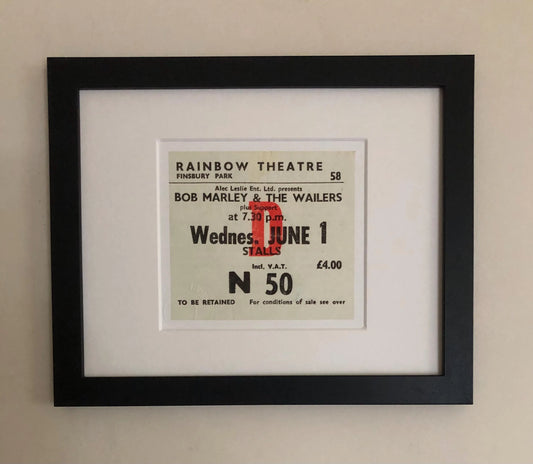 RAINBOW THEATRE
FINSBURY PARK 58
Alec Leslie Ent. Ltd. presents
BOB MARLEY & THE WAILERS
plus Support
at 7.30 p.m.
D
Wednes. JUNE 1
STALLS
Incl. V.A.T. £4.00
N 50
TO BE RETAINED For conditions of sale see over